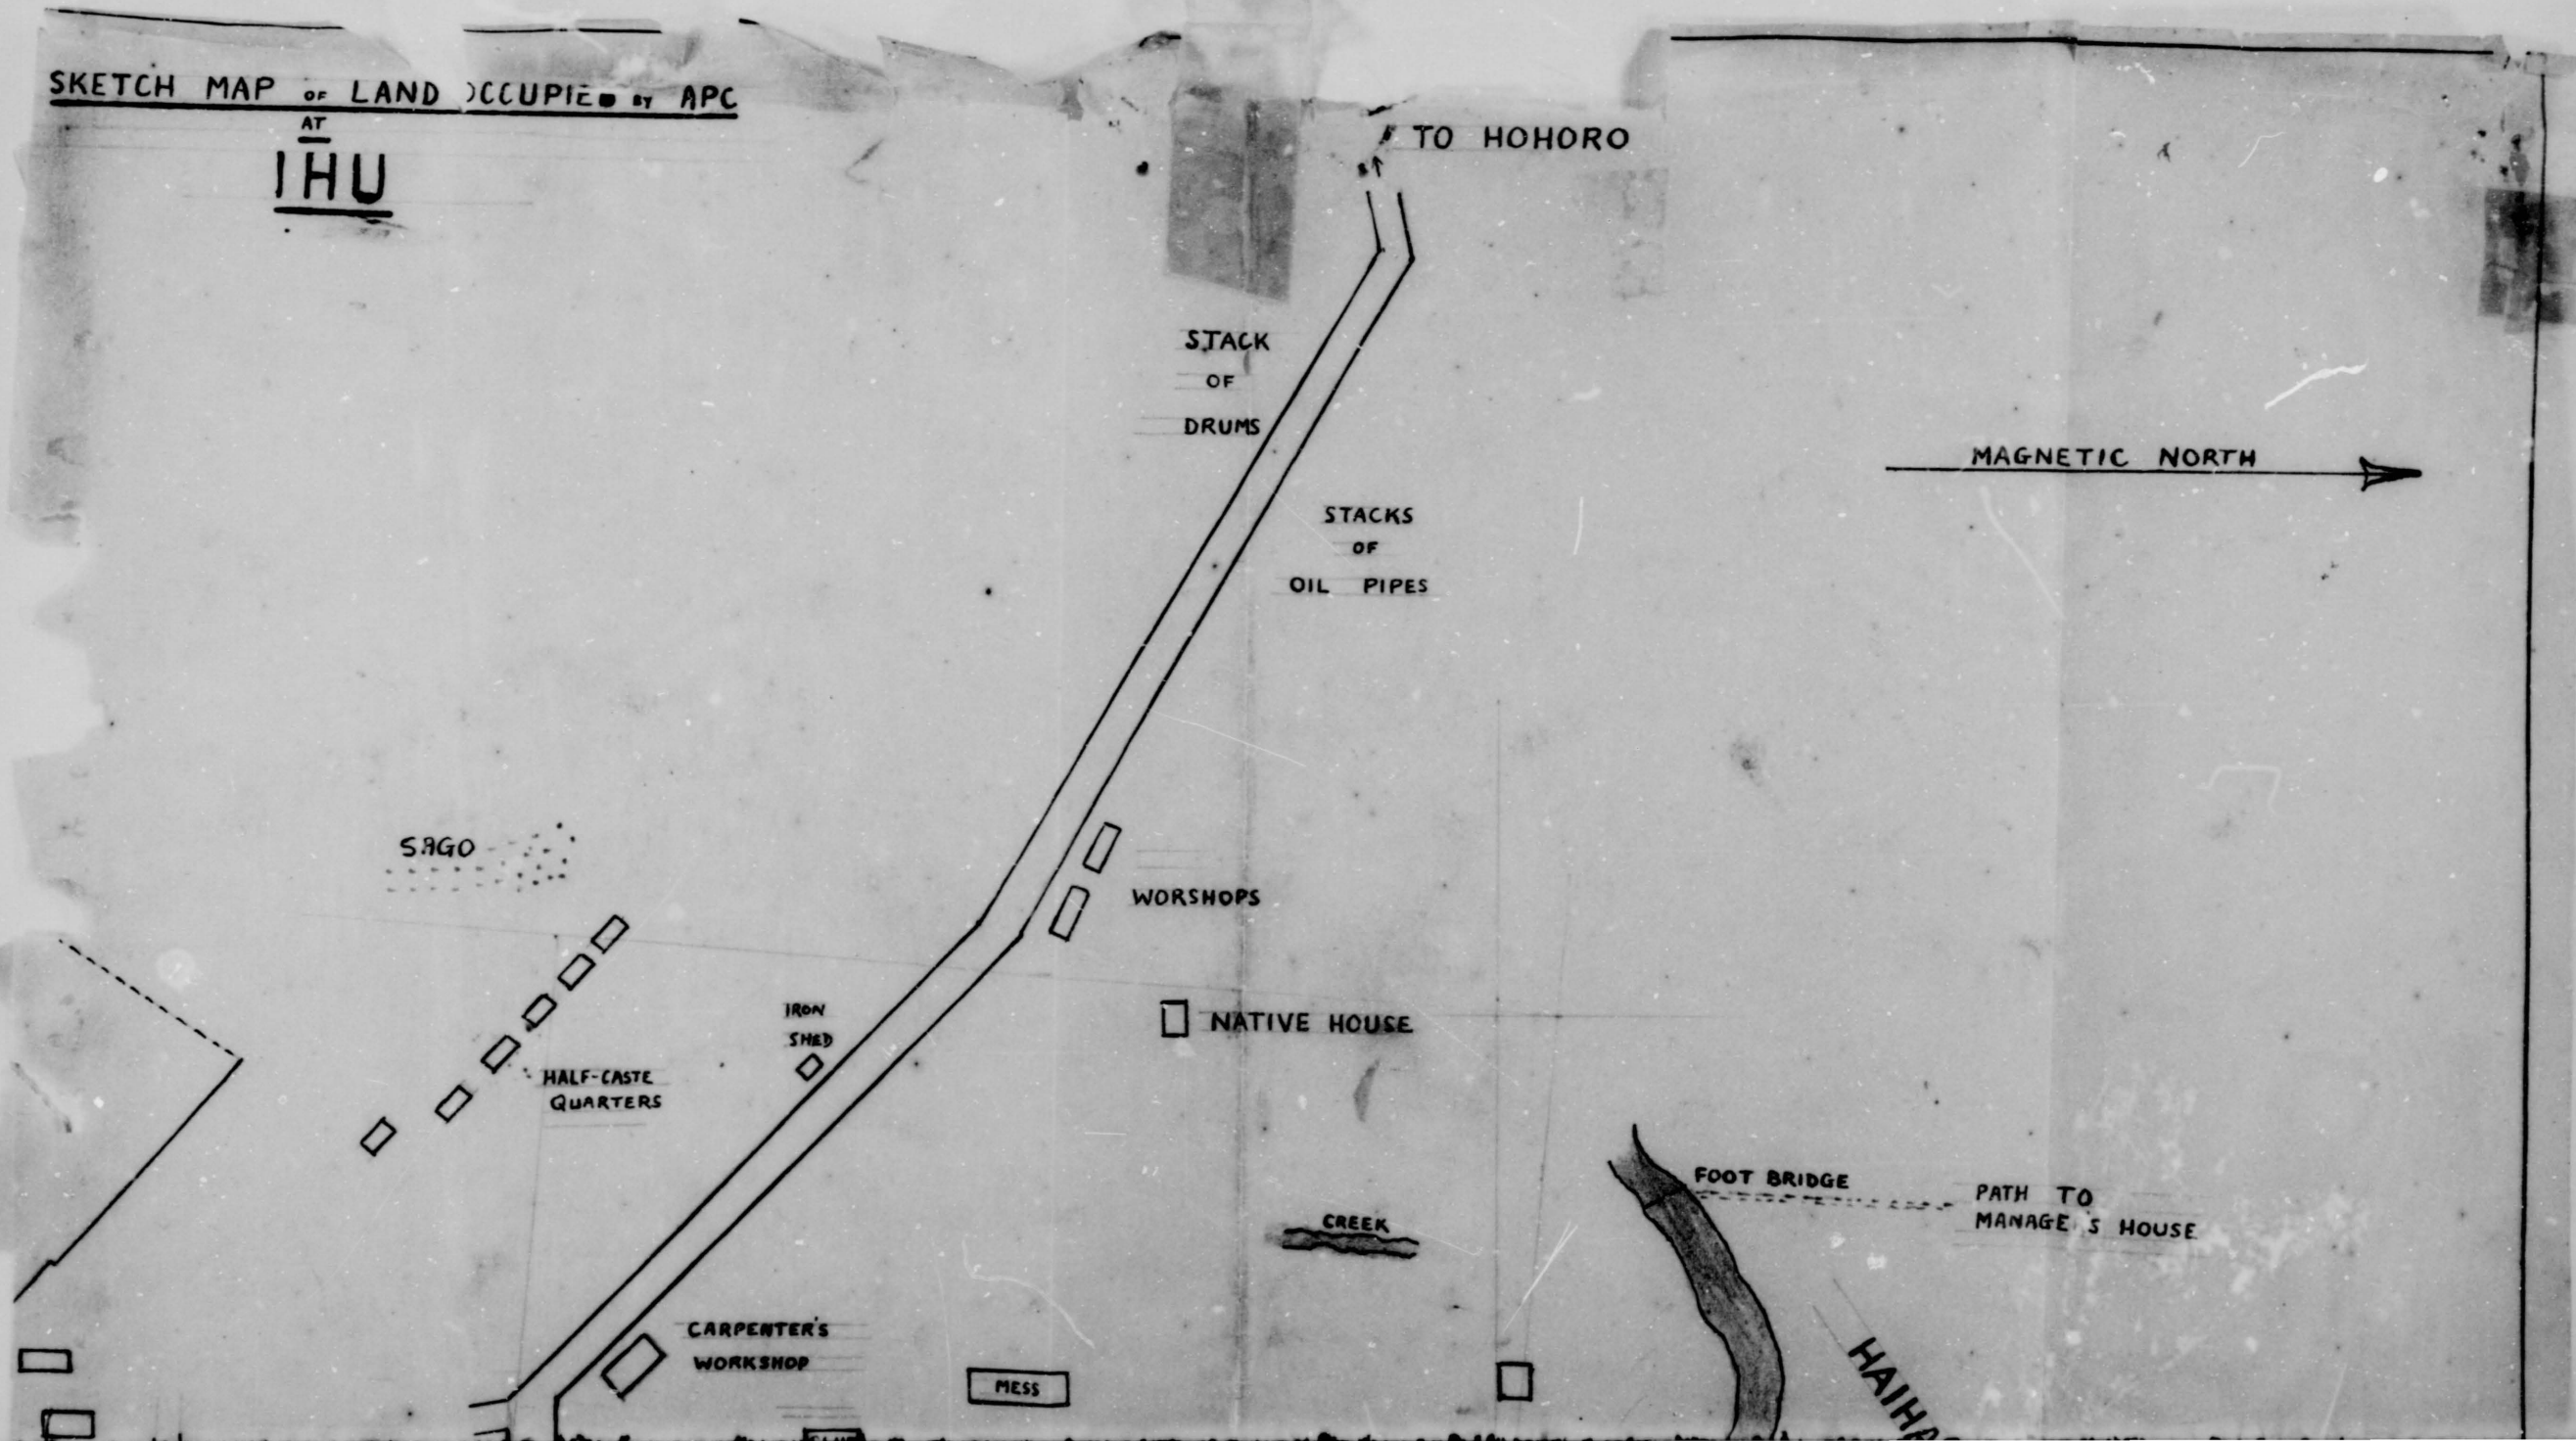 SKETCH MAP OF LAND OCCUPIED BY APC
AT
IHU
TO HOHORO
STACK
OF
DRUMS
MAGNETIC NORTH
STACKS
OF
OIL PIPES
SAGO
WORSHOPS
IRON
SHED
NATIVE HOUSE
HALF-CASTE
QUARTERS
FOOT BRIDGE
PATH TO
MANAGE S HOUSE
CREEK
CARPENTER'S
WORKSHOP
MESS